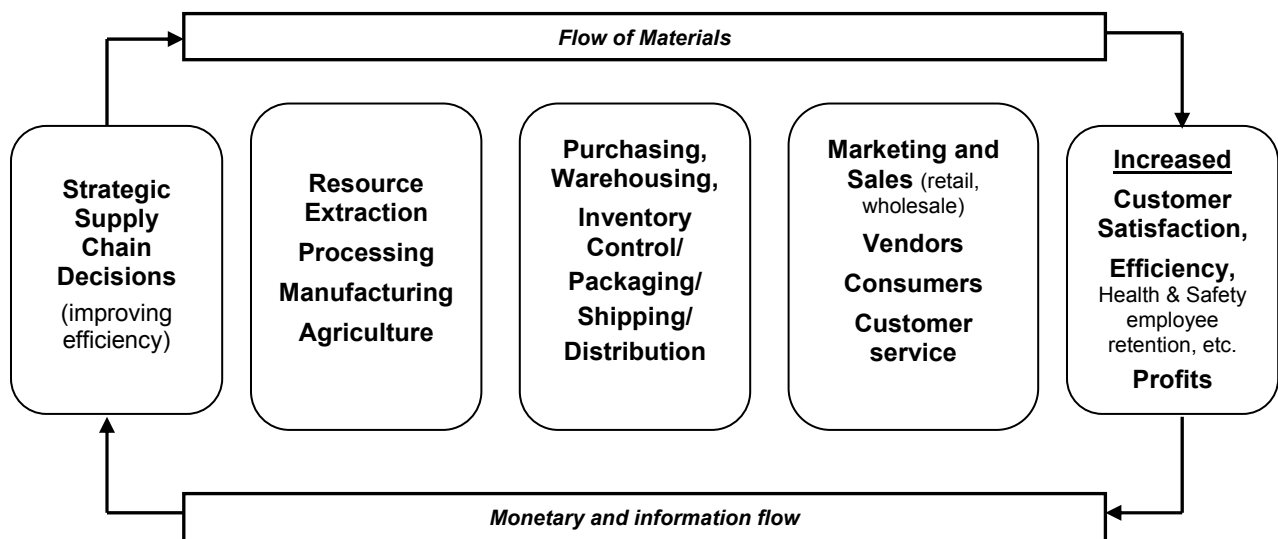 Flow of Materials
Strategic
Supply
Chain
Decisions
(improving
efficiency)
Resource
Extraction
Processing
Manufacturing
Agriculture
Purchasing,
Warehousing,
Inventory
Control/
Packaging/
Shipping/
Distribution
Marketing and
Sales (retail,
wholesale)
Vendors
Consumers
Customer
service
Increased
Customer
Satisfaction,
Efficiency,
Health & Safety
employee
retention, etc.
Profits
Monetary and information flow